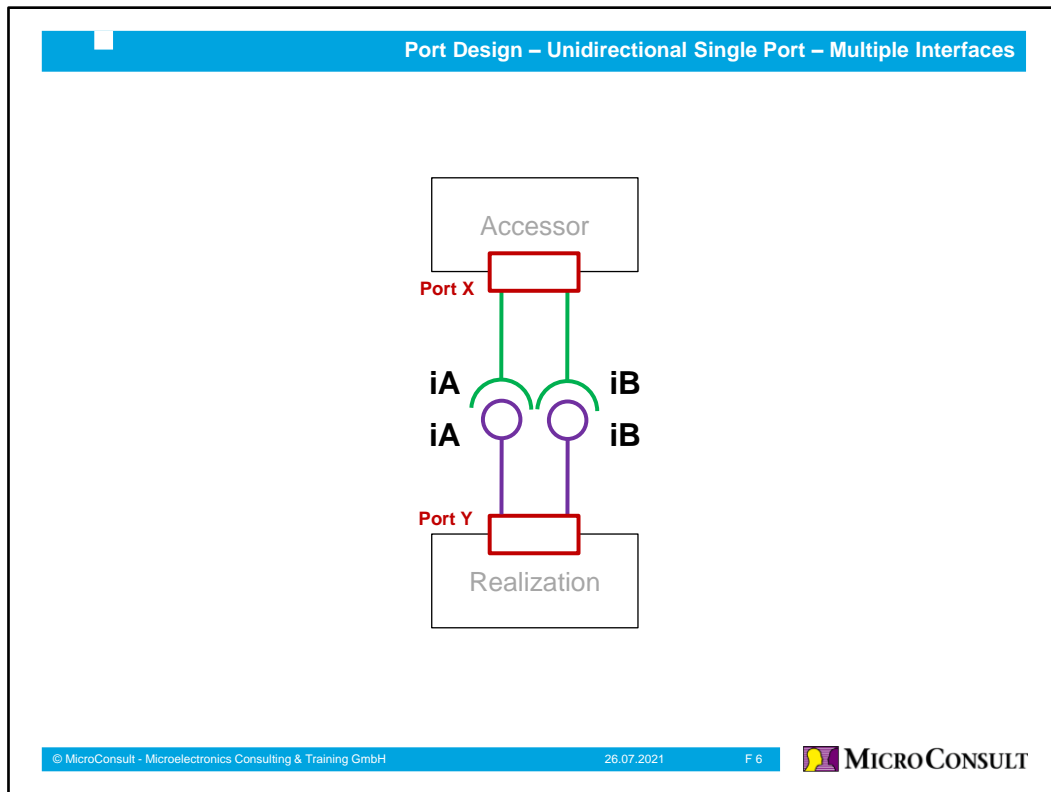 Port Design – Unidirectional Single Port – Multiple Interfaces
Accessor
Port X
iA iB
iA iB
Port Y
Realization
© MicroConsult - Microelectronics Consulting & Training GmbH 26.07.2021 F 6 MICROCONSULT